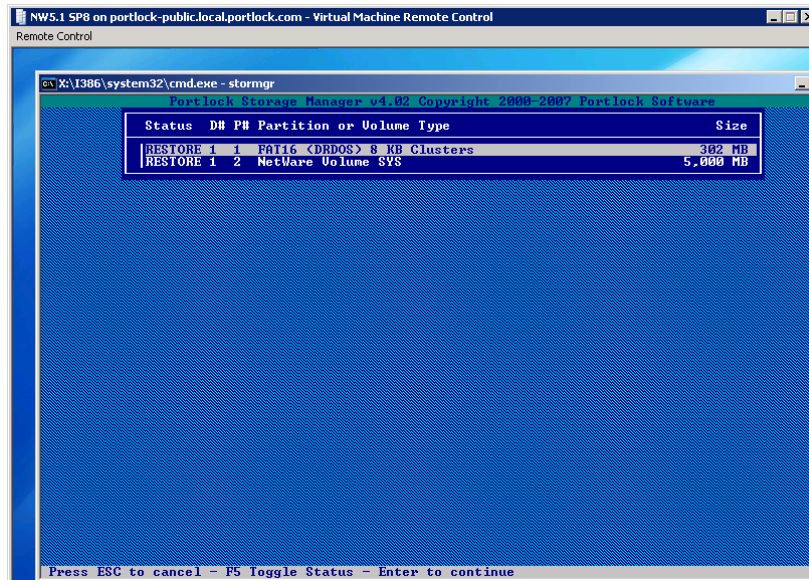 NW5.1 SP8 on portlock-public.local.portlock.com - Virtual Machine Remote Control
Remote Control
X:\I386\system32\cmd.exe - stormgr
Portlock Storage Manager v4.02 Copyright 2000-2007 Portlock Software
Status D# P# Partition or Volume Type Size
RESTORE 1 1 FAT16 (DRDOS) 8 KB Clusters 302 MB
RESTORE 1 2 NetWare Volume SYS 5,000 MB
Press ESC to cancel - F5 Toggle Status - Enter to continue